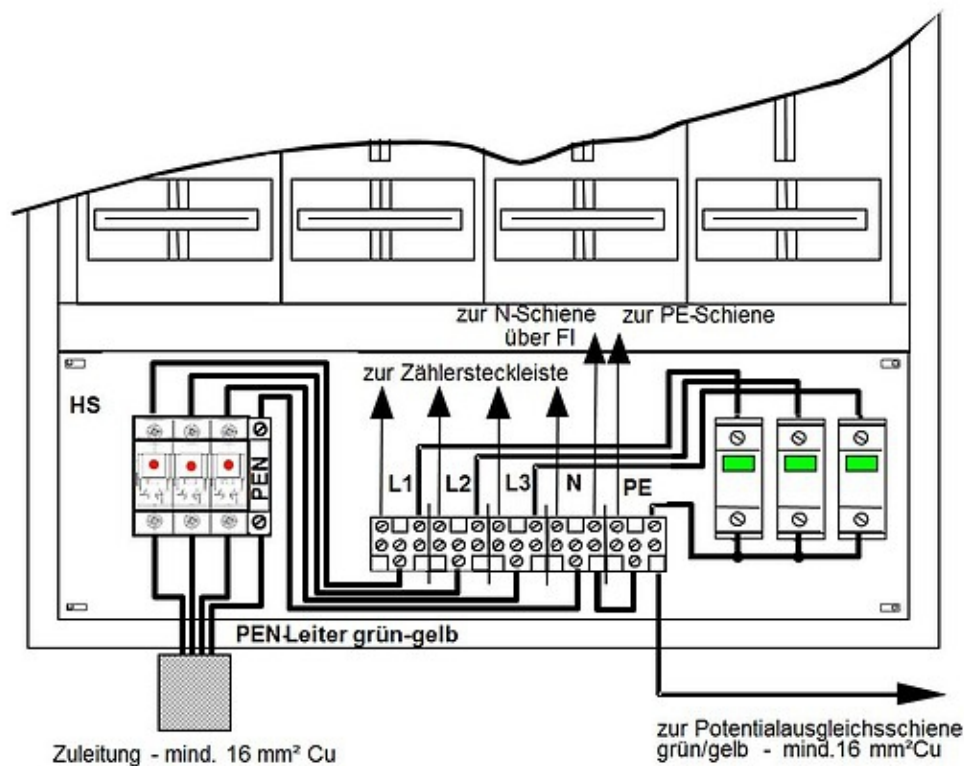 zur N-Schiene
über FI
zur PE-Schiene
zur Zählersteckleiste
HS
PEN
L1
L2
L3
N
PE
PEN-Leiter grün-gelb
Zuleitung - mind. 16 mm² Cu
zur Potentialausgleichsschiene
grün/gelb - mind.16 mm²Cu